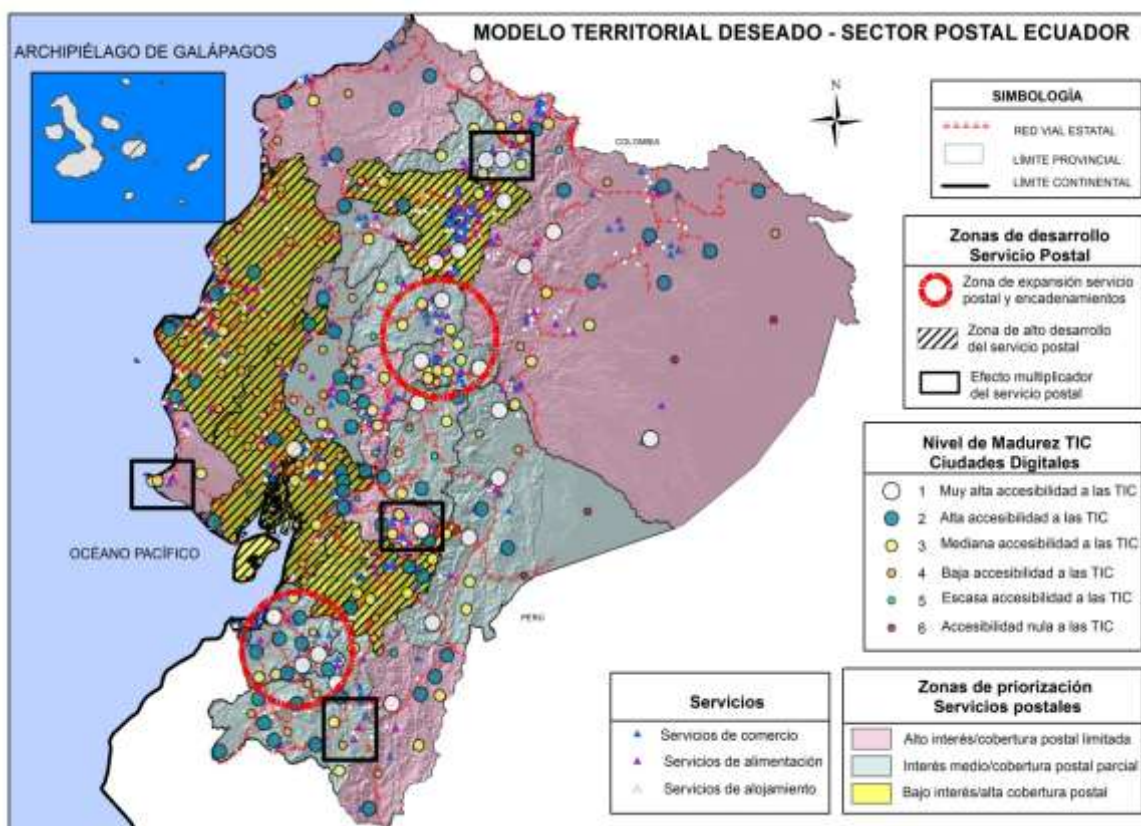 MODELO TERRITORIAL DESEADO - SECTOR POSTAL ECUADOR
ARCHIPIÉLAGO DE GALÁPAGOS
N
COLOMBIA
OCÉANO PACÍFICO
PERÚ
SIMBOLOGÍA
RED VIAL ESTATAL
LÍMITE PROVINCIAL
LÍMITE CONTINENTAL
Zonas de desarrollo
Servicio Postal
Zona de expansión servicio
postal y encadenamientos
Zona de alto desarrollo
del servicio postal
Efecto multiplicador
del servicio postal
Nivel de Madurez TIC
Ciudades Digitales
1 Muy alta accesibilidad a las TIC
2 Alta accesibilidad a las TIC
3 Mediana accesibilidad a las TIC
4 Baja accesibilidad a las TIC
5 Escasa accesibilidad a las TIC
6 Accesibilidad nula a las TIC
Servicios
Servicios de comercio
Servicios de alimentación
Servicios de alojamiento
Zonas de priorización
Servicios postales
Alto interés/cobertura postal limitada
Interés medio/cobertura postal parcial
Bajo interés/alta cobertura postal